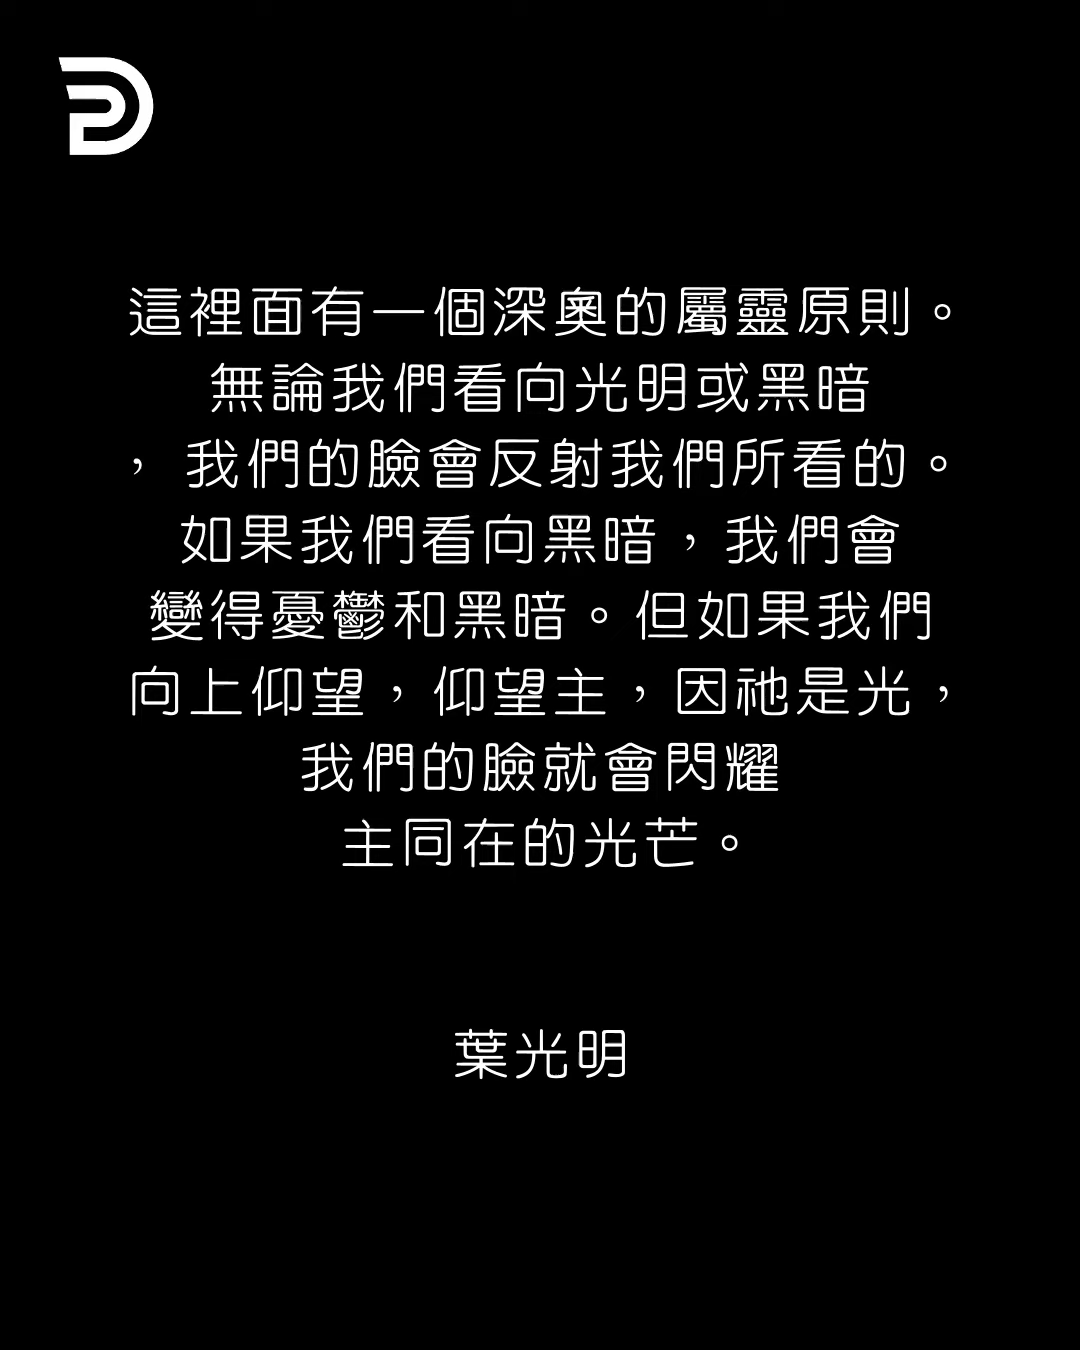 這裡面有一個深奧的屬靈原則。
無論我們看向光明或黑暗
，我們的臉會反射我們所看的。
如果我們看向黑暗，我們會
變得憂鬱和黑暗。但如果我們
向上仰望，仰望主，因祂是光，
我們的臉就會閃耀
主同在的光芒。
葉光明